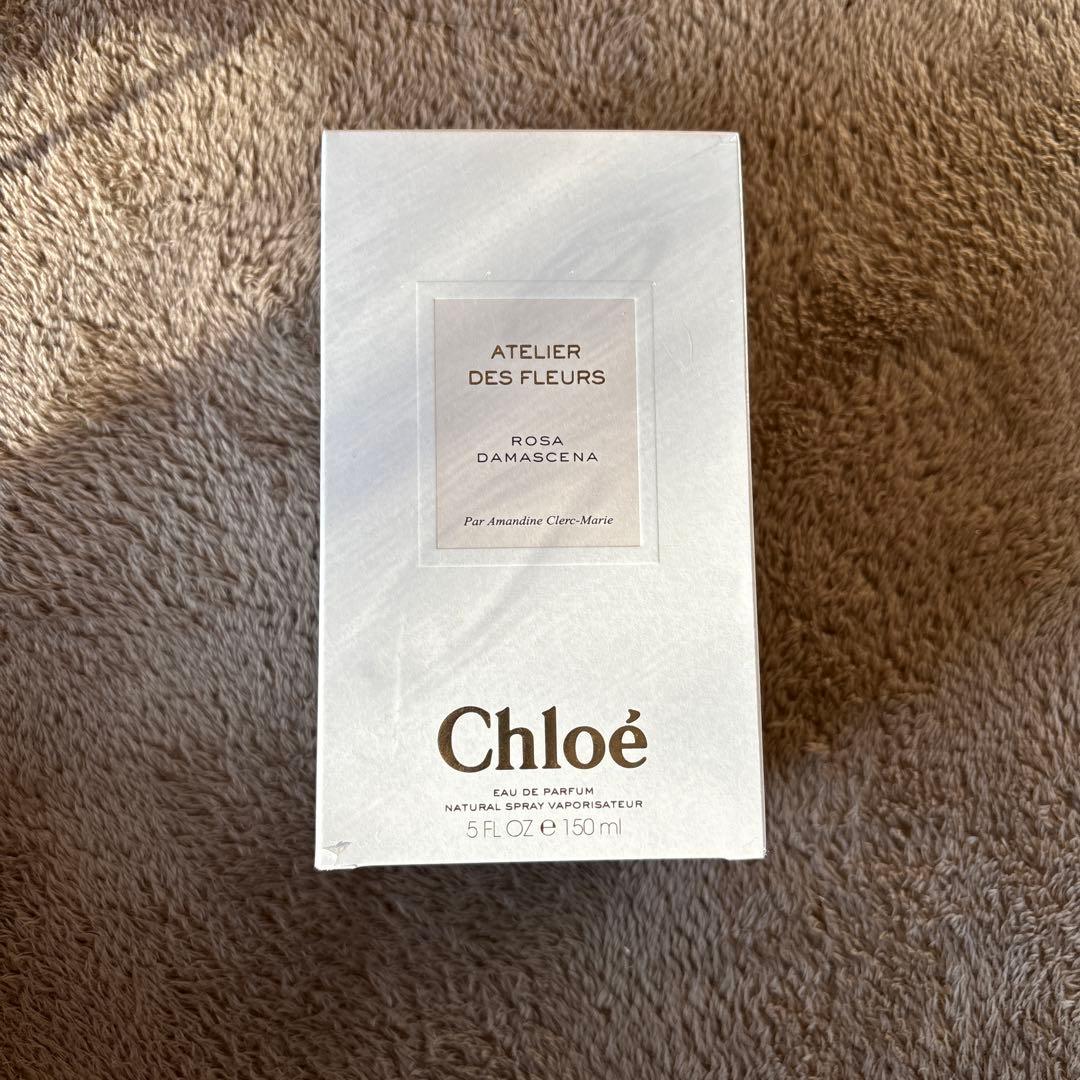 ATELIER
DES FLEURS
ROSA
DAMASCENA
Par Amandine Clerc-Marie
Chloé
EAU DE PARFUM
NATURAL SPRAY VAPORISATEUR
5 FL OZ ℮ 150 ml